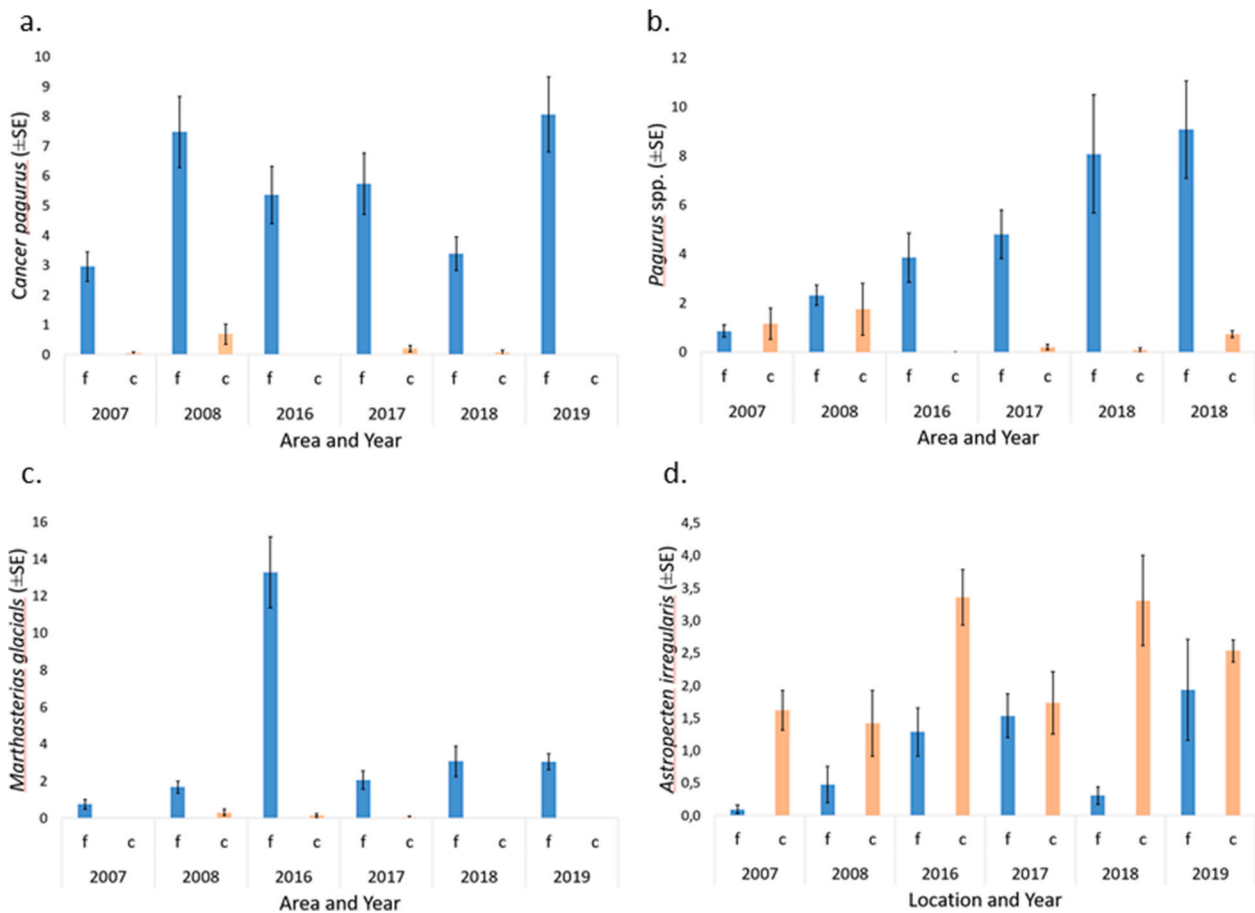 a.
Cancer pagurus (±SE)
10
9
8
7
6
5
4
3
2
1
0
f c f c f c f c f c f c
2007 2008 2016 2017 2018 2019
Area and Year
b.
Pagurus spp. (±SE)
12
10
8
6
4
2
0
f c f c f c f c f c f c
2007 2008 2016 2017 2018 2018
Area and Year
c.
Marthasterias glacials (±SE)
16
14
12
10
8
6
4
2
0
f c f c f c f c f c f c
2007 2008 2016 2017 2018 2019
Area and Year
d.
Astropecten irregularis (±SE)
4,5
4,0
3,5
3,0
2,5
2,0
1,5
1,0
0,5
0,0
f c f c f c f c f c f c
2007 2008 2016 2017 2018 2019
Location and Year